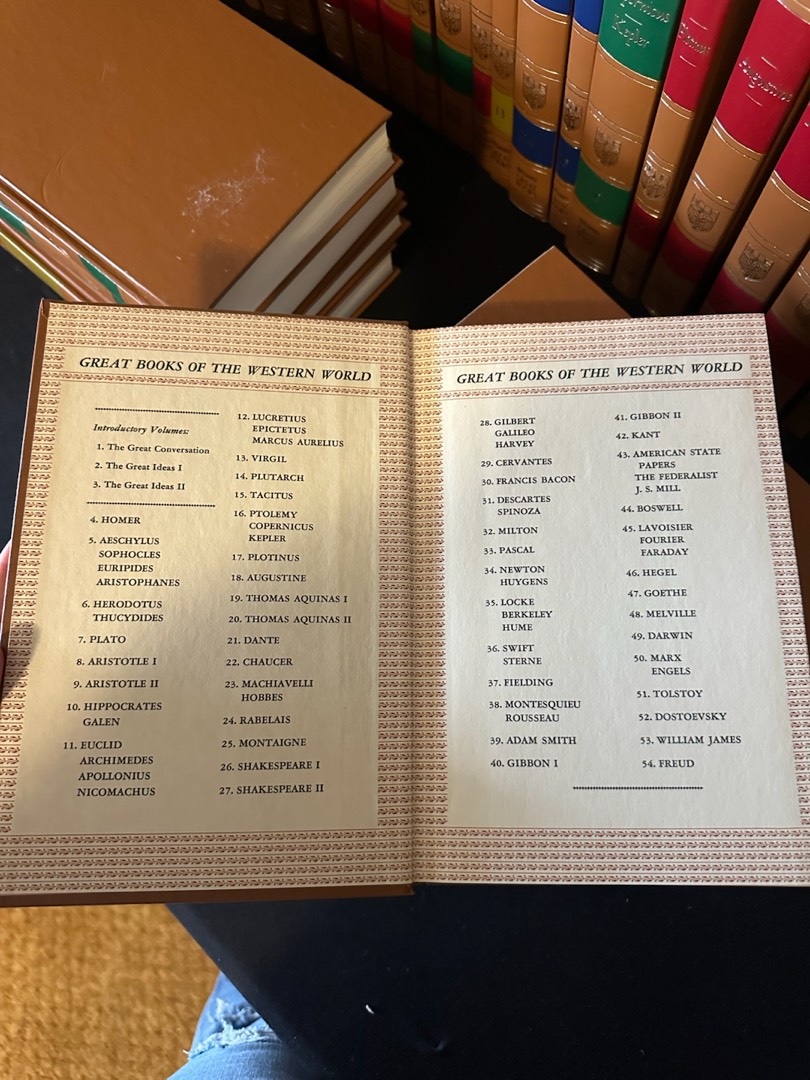 Kepler
Augustine
13
GREAT BOOKS OF THE WESTERN WORLD
Introductory Volumes:
1. The Great Conversation
2. The Great Ideas I
3. The Great Ideas II
4. HOMER
5. AESCHYLUS
SOPHOCLES
EURIPIDES
ARISTOPHANES
6. HERODOTUS
THUCYDIDES
7. PLATO
8. ARISTOTLE I
9. ARISTOTLE II
10. HIPPOCRATES
GALEN
11. EUCLID
ARCHIMEDES
APOLLONIUS
NICOMACHUS
12. LUCRETIUS
EPICTETUS
MARCUS AURELIUS
13. VIRGIL
14. PLUTARCH
15. TACITUS
16. PTOLEMY
COPERNICUS
KEPLER
17. PLOTINUS
18. AUGUSTINE
19. THOMAS AQUINAS I
20. THOMAS AQUINAS II
21. DANTE
22. CHAUCER
23. MACHIAVELLI
HOBBES
24. RABELAIS
25. MONTAIGNE
26. SHAKESPEARE I
27. SHAKESPEARE II
GREAT BOOKS OF THE WESTERN WORLD
28. GILBERT
GALILEO
HARVEY
29. CERVANTES
30. FRANCIS BACON
31. DESCARTES
SPINOZA
32. MILTON
33. PASCAL
34. NEWTON
HUYGENS
35. LOCKE
BERKELEY
HUME
36. SWIFT
STERNE
37. FIELDING
38. MONTESQUIEU
ROUSSEAU
39. ADAM SMITH
40. GIBBON I
41. GIBBON II
42. KANT
43. AMERICAN STATE
PAPERS
THE FEDERALIST
J. S. MILL
44. BOSWELL
45. LAVOISIER
FOURIER
FARADAY
46. HEGEL
47. GOETHE
48. MELVILLE
49. DARWIN
50. MARX
ENGELS
51. TOLSTOY
52. DOSTOEVSKY
53. WILLIAM JAMES
54. FREUD